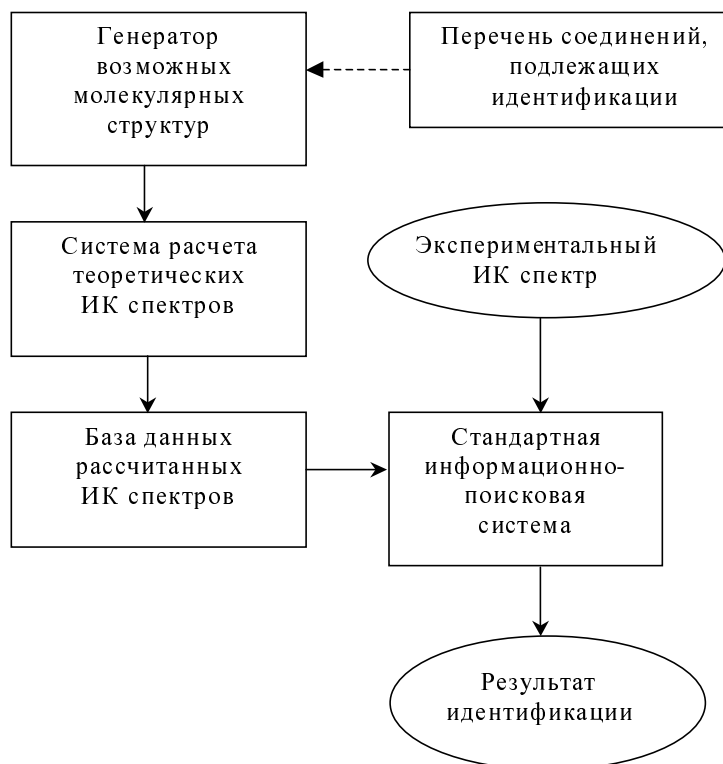 Генератор
возможных
молекулярных
структур
Перечень соединений,
подлежащих
идентификации
Система расчета
теоретических
ИК спектров
Экспериментальный
ИК спектр
База данных
рассчитанных
ИК спектров
Стандартная
информационно-
поисковая
система
Результат
идентификации